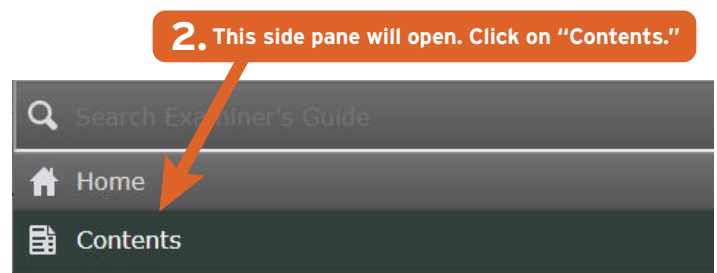 2. This side pane will open. Click on “Contents.”
Search Examiner's Guide
Home
Contents